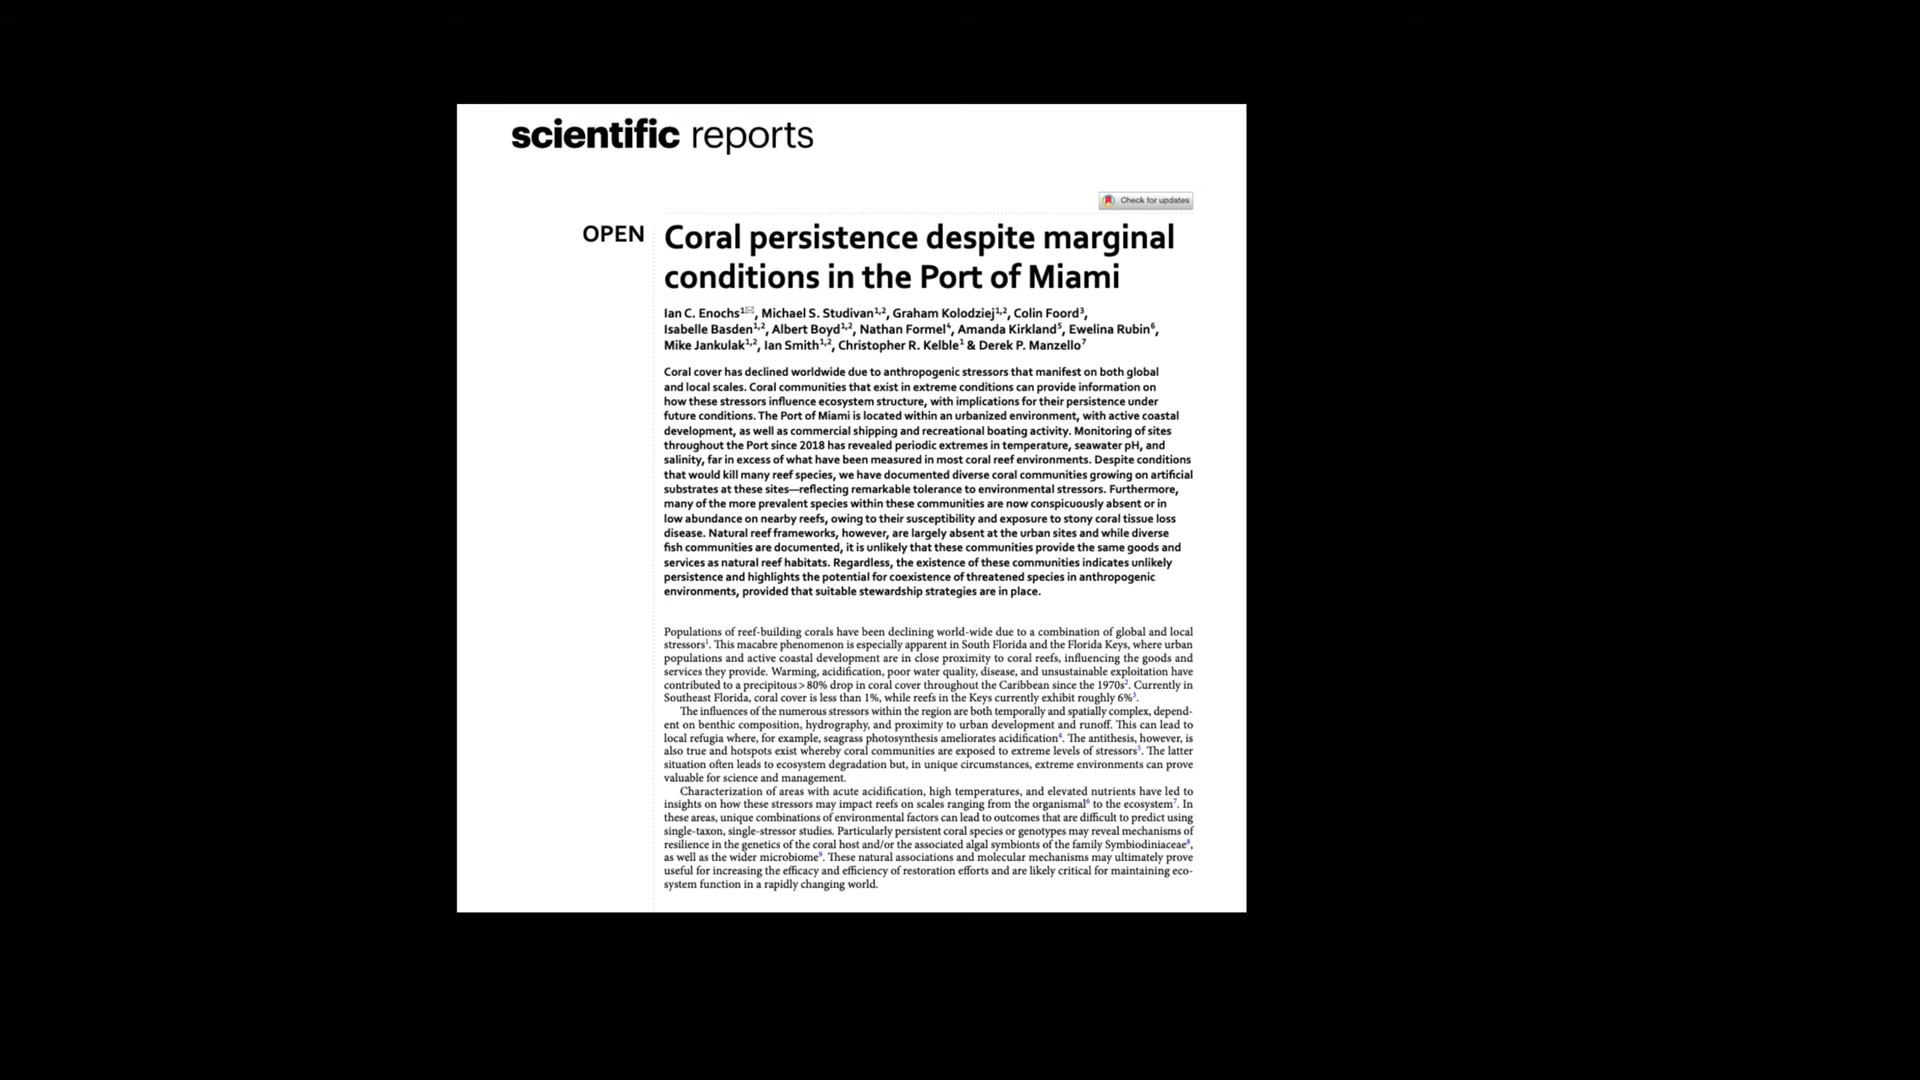 scientific reports
Check for updates
OPEN
Coral persistence despite marginal
conditions in the Port of Miami
Ian C. Enochs1✉, Michael S. Studivan1,2, Graham Kolodziej1,2, Colin Foord3,
Isabelle Basden1,2, Albert Boyd1,2, Nathan Formel4, Amanda Kirkland5, Ewelina Rubin6,
Mike Jankulak1,2, Ian Smith1,2, Christopher R. Kelble1 & Derek P. Manzello7
Coral cover has declined worldwide due to anthropogenic stressors that manifest on both global
and local scales. Coral communities that exist in extreme conditions can provide information on
how these stressors influence ecosystem structure, with implications for their persistence under
future conditions. The Port of Miami is located within an urbanized environment, with active coastal
development, as well as commercial shipping and recreational boating activity. Monitoring of sites
throughout the Port since 2018 has revealed periodic extremes in temperature, seawater pH, and
salinity, far in excess of what have been measured in most coral reef environments. Despite conditions
that would kill many reef species, we have documented diverse coral communities growing on artificial
substrates at these sites—reflecting remarkable tolerance to environmental stressors. Furthermore,
many of the more prevalent species within these communities are now conspicuously absent or in
low abundance on nearby reefs, owing to their susceptibility and exposure to stony coral tissue loss
disease. Natural reef frameworks, however, are largely absent at the urban sites and while diverse
fish communities are documented, it is unlikely that these communities provide the same goods and
services as natural reef habitats. Regardless, the existence of these communities indicates unlikely
persistence and highlights the potential for coexistence of threatened species in anthropogenic
environments, provided that suitable stewardship strategies are in place.
Populations of reef-building corals have been declining world-wide due to a combination of global and local
stressors1. This macabre phenomenon is especially apparent in South Florida and the Florida Keys, where urban
populations and active coastal development are in close proximity to coral reefs, influencing the goods and
services they provide. Warming, acidification, poor water quality, disease, and unsustainable exploitation have
contributed to a precipitous > 80% drop in coral cover throughout the Caribbean since the 1970s2. Currently in
Southeast Florida, coral cover is less than 1%, while reefs in the Keys currently exhibit roughly 6%3.
The influences of the numerous stressors within the region are both temporally and spatially complex, depend-
ent on benthic composition, hydrography, and proximity to urban development and runoff. This can lead to
local refugia where, for example, seagrass photosynthesis ameliorates acidification4. The antithesis, however, is
also true and hotspots exist whereby coral communities are exposed to extreme levels of stressors5. The latter
situation often leads to ecosystem degradation but, in unique circumstances, extreme environments can prove
valuable for science and management.
Characterization of areas with acute acidification, high temperatures, and elevated nutrients have led to
insights on how these stressors may impact reefs on scales ranging from the organismal6 to the ecosystem7. In
these areas, unique combinations of environmental factors can lead to outcomes that are difficult to predict using
single-taxon, single-stressor studies. Particularly persistent coral species or genotypes may reveal mechanisms of
resilience in the genetics of the coral host and/or the associated algal symbionts of the family Symbiodiniaceae8,
as well as the wider microbiome9. These natural associations and molecular mechanisms may ultimately prove
useful for increasing the efficacy and efficiency of restoration efforts and are likely critical for maintaining eco-
system function in a rapidly changing world.